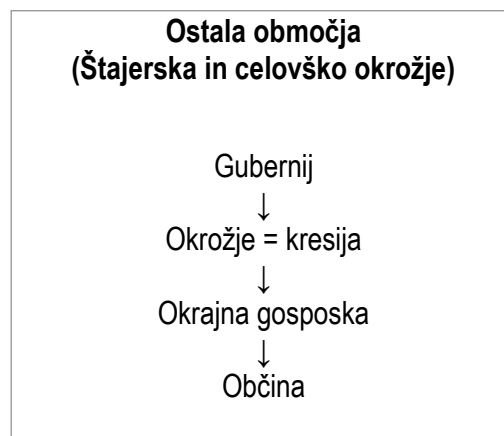 Ostala območja
(Štajerska in celovško okrožje)
Gubernij
↓
Okrožje = kresija
↓
Okrajna gosposka
↓
Občina